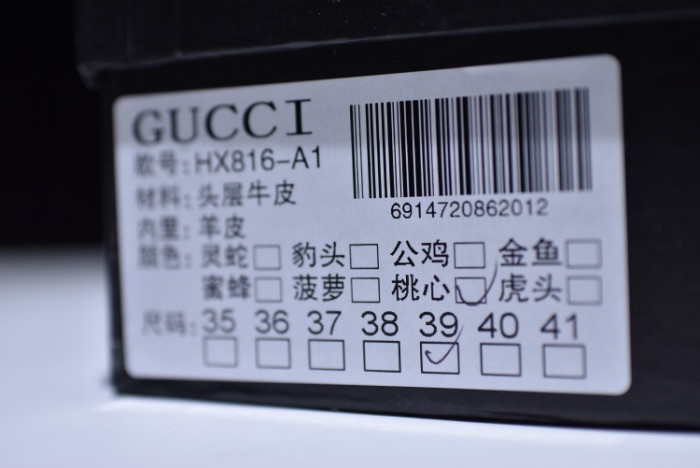 GUCCI
款号:HX816-A1
材料:头层牛皮
内里:羊皮
6914720862012
颜色:灵蛇 豹头 公鸡 金鱼
蜜蜂 菠萝 桃心 虎头
尺码:35 36 37 38 39 40 41